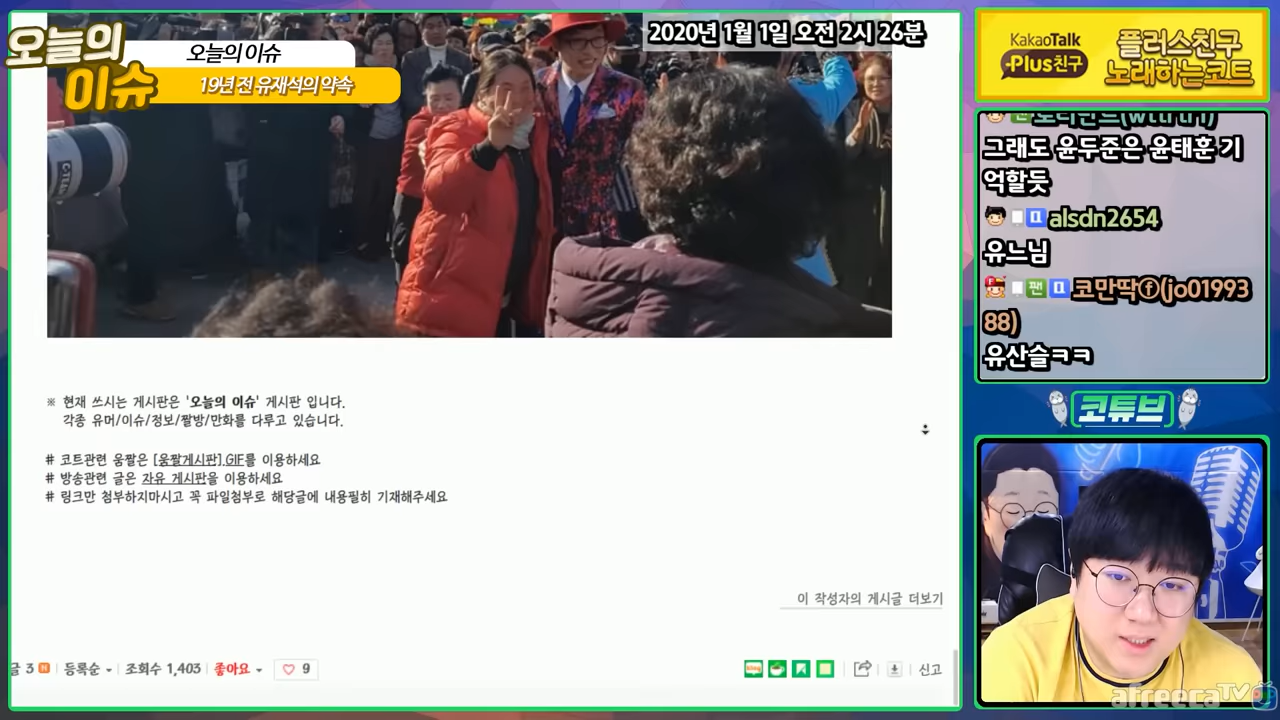 오늘의
이슈
오늘의 이슈
19년 전 유재석의 약속
2020년 1월 1일 오전 2시 26분
KakaoTalk
Plus친구
플러스친구
노래하는코트
그래도 윤두준은 윤태훈 기
억할듯
alsdn2654
유느님
팬
코만딱ⓕ(jo01993
88)
유산슬ㅋㅋ
코튜브
※ 현재 쓰시는 게시판은 '오늘의 이슈' 게시판 입니다.
각종 유머/이슈/정보/짤방/만화를 다루고 있습니다.
# 코트관련 움짤은 [움짤게시판].GIF를 이용하세요
# 방송관련 글은 자유 게시판을 이용하세요
# 링크만 첨부하지마시고 꼭 파일첨부로 해당글에 내용필히 기재해주세요
이 작성자의 게시글 더보기
글 3 N 등록순 조회수 1,403 좋아요 9
신고
afreecaTV